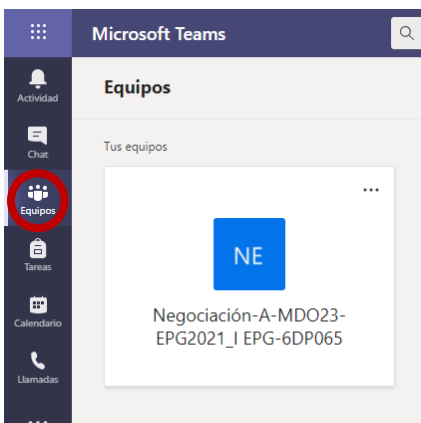 Microsoft Teams
Actividad
Chat
Equipos
Tareas
Calendario
Llamadas
Equipos
Tus equipos
NE
Negociación-A-MDO23-
EPG2021_I EPG-6DP065